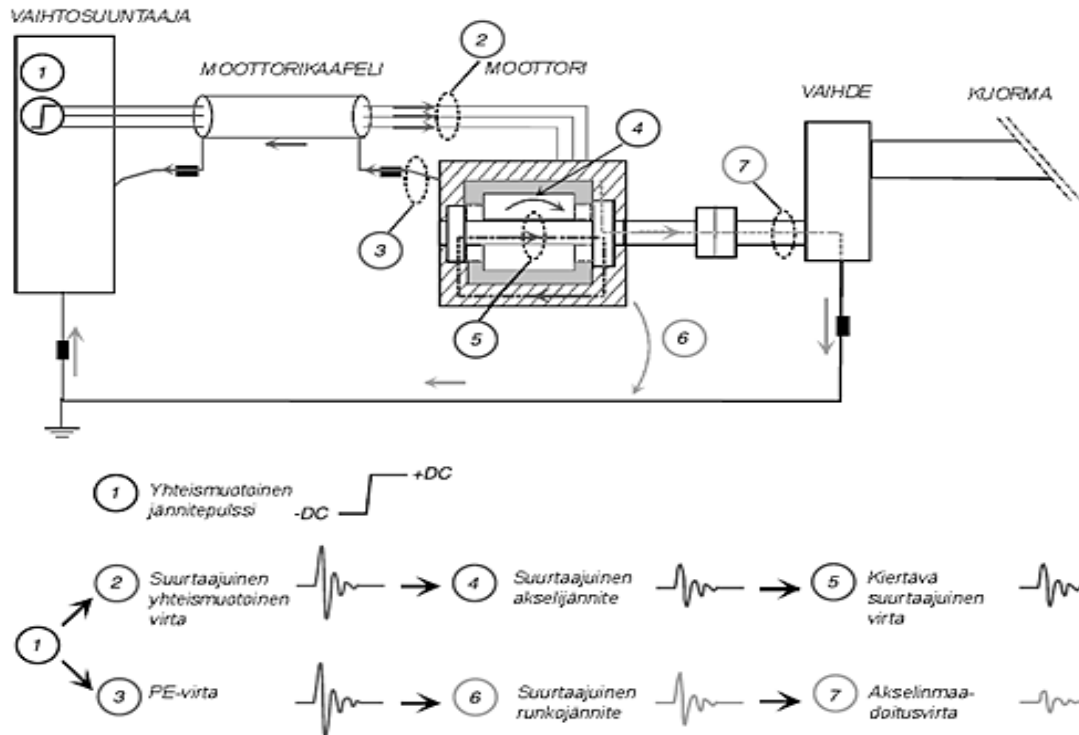 VAIHTOSUUNTAAJA
1
2
MOOTTORIKAAPELI
MOOTTORI
VAIHDE
KUORMA
4
7
3
5
6
1 Yhteismuotoinen
jännitepulssi
-DC
+DC
2 Suurtaajuinen
yhteismuotoinen
virta
4 Suurtaajuinen
akselijännite
5 Kiertävä
suurtaajuinen
virta
1
3 PE-virta
6 Suurtaajuinen
runkojännite
7 Akselinmaa-
doitusvirta